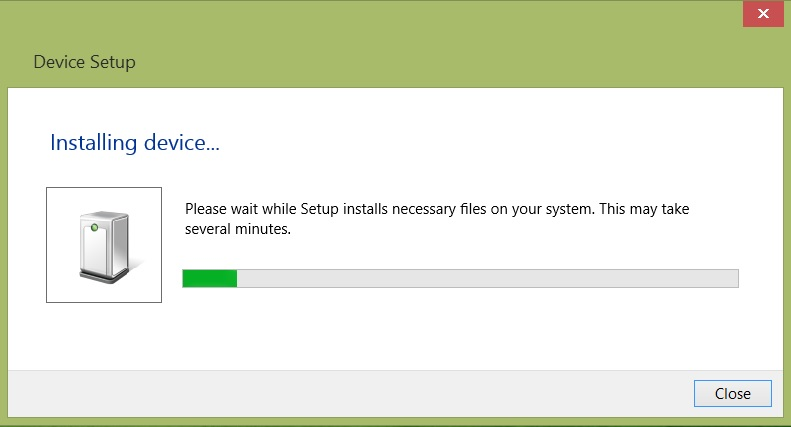 Device Setup
Installing device...
Please wait while Setup installs necessary files on your system. This may take
several minutes.
Close